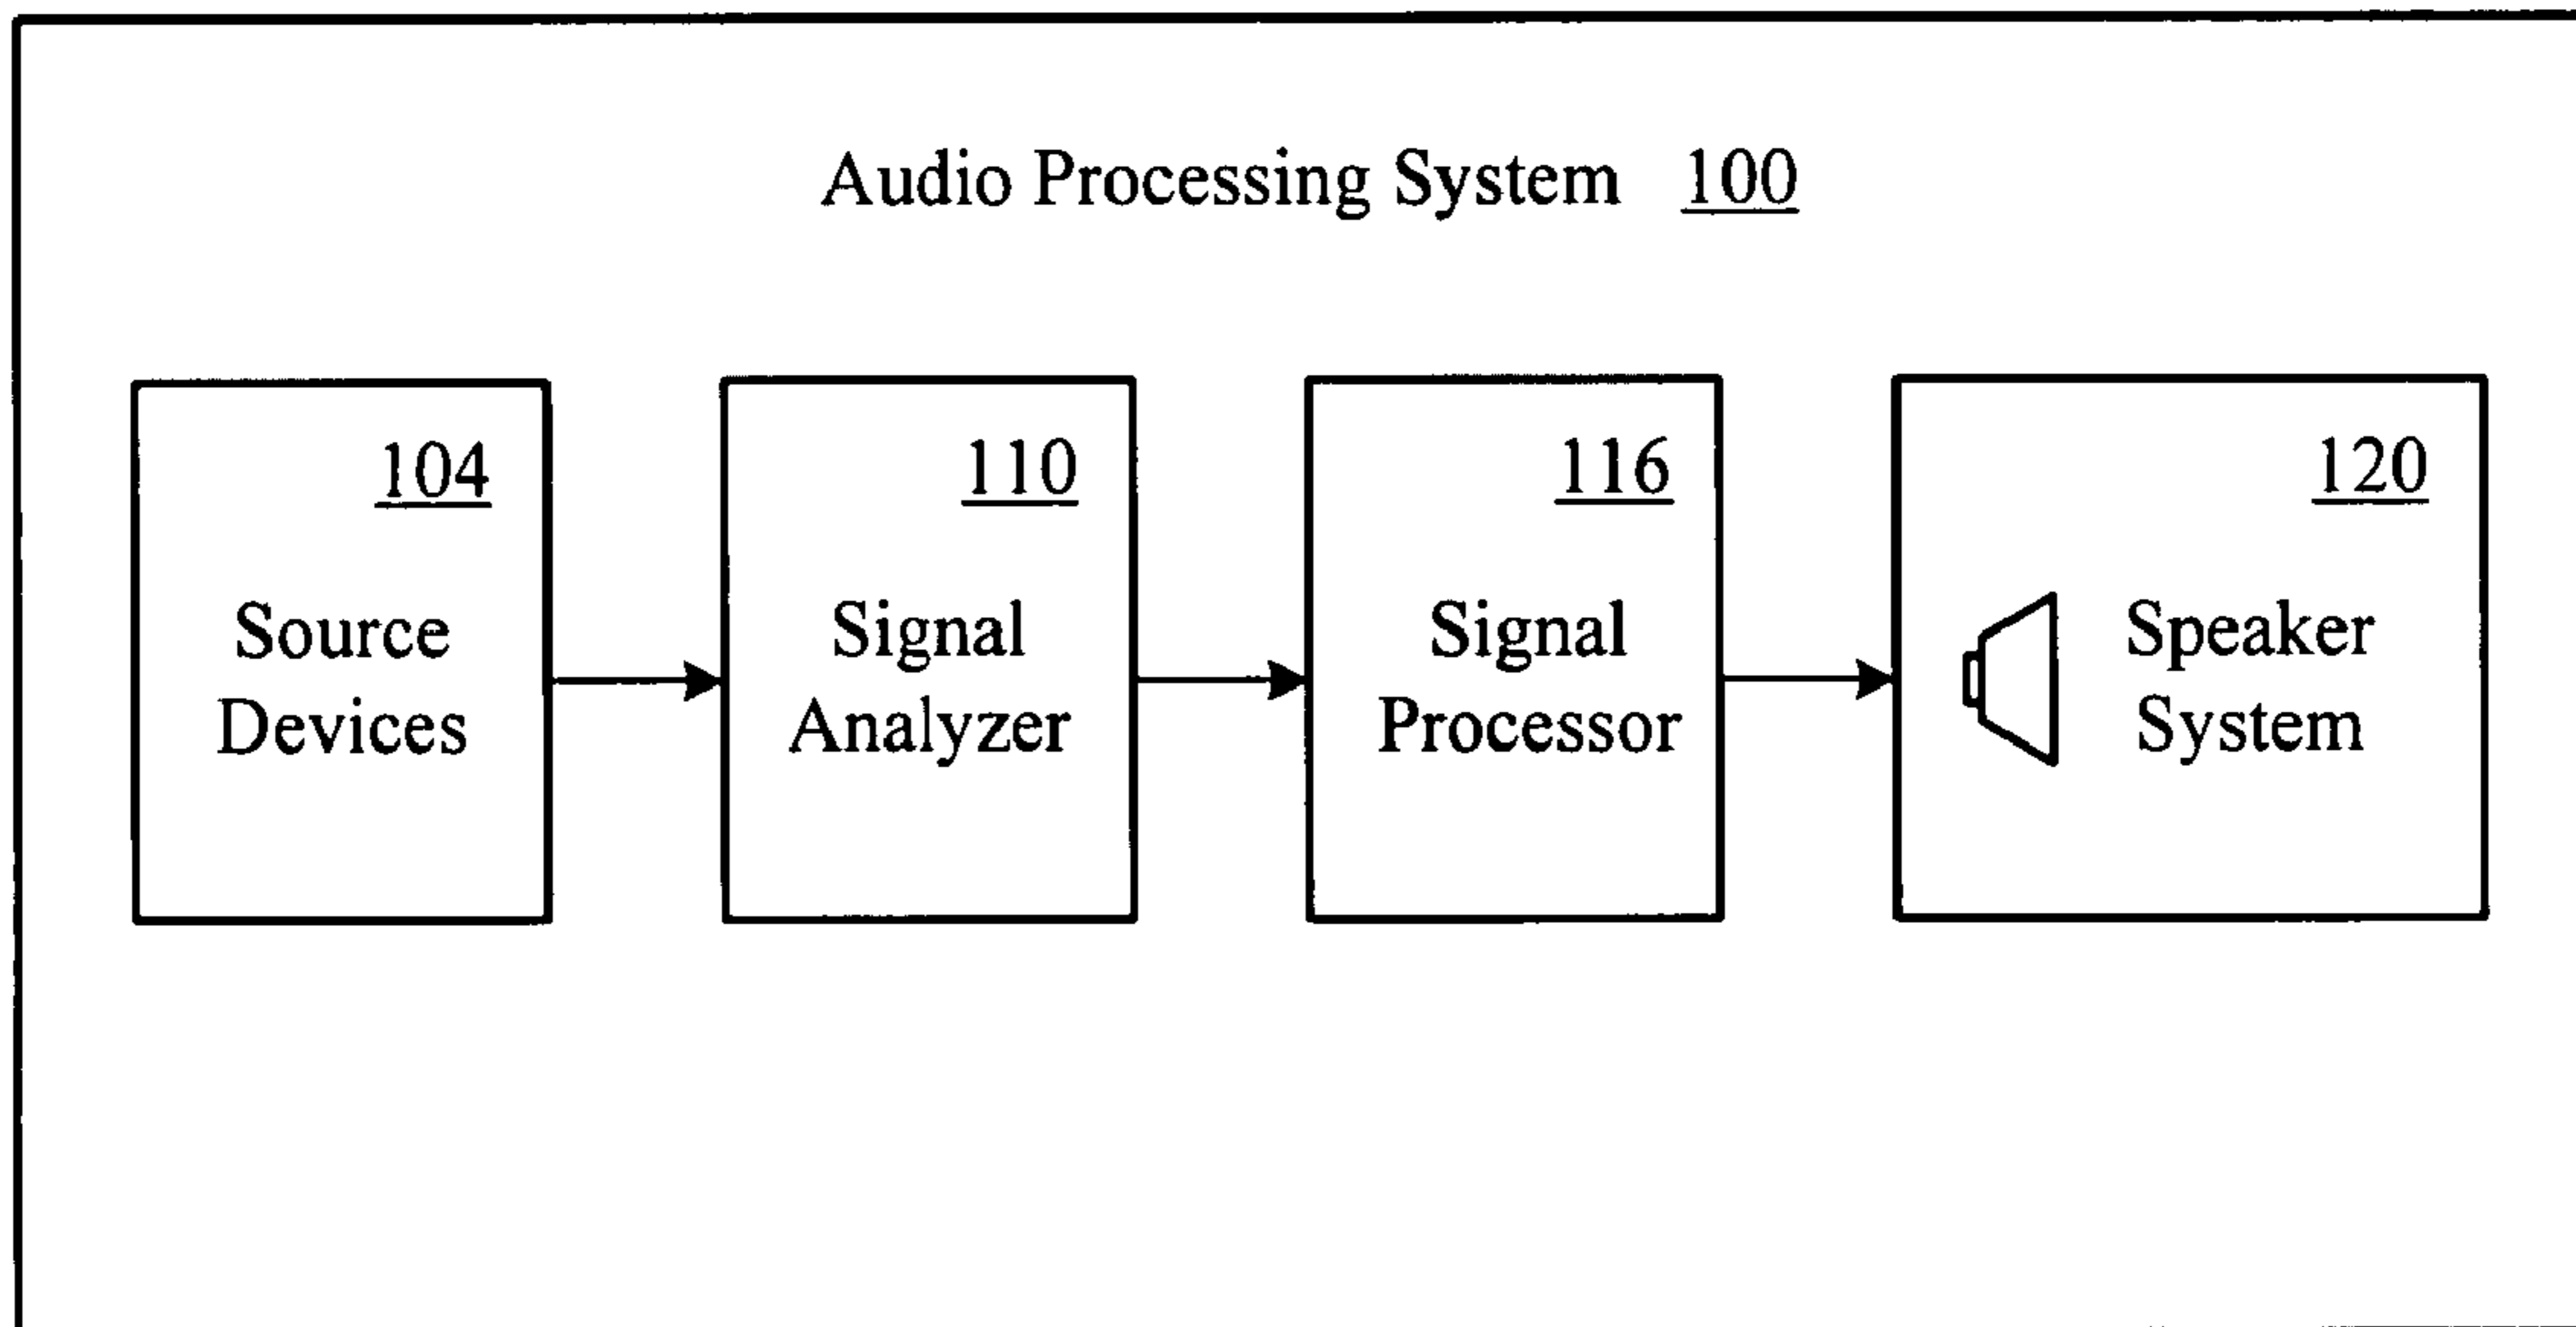 Audio Processing System 100
104
Source
Devices
110
Signal
Analyzer
116
Signal
Processor
120
Speaker
System